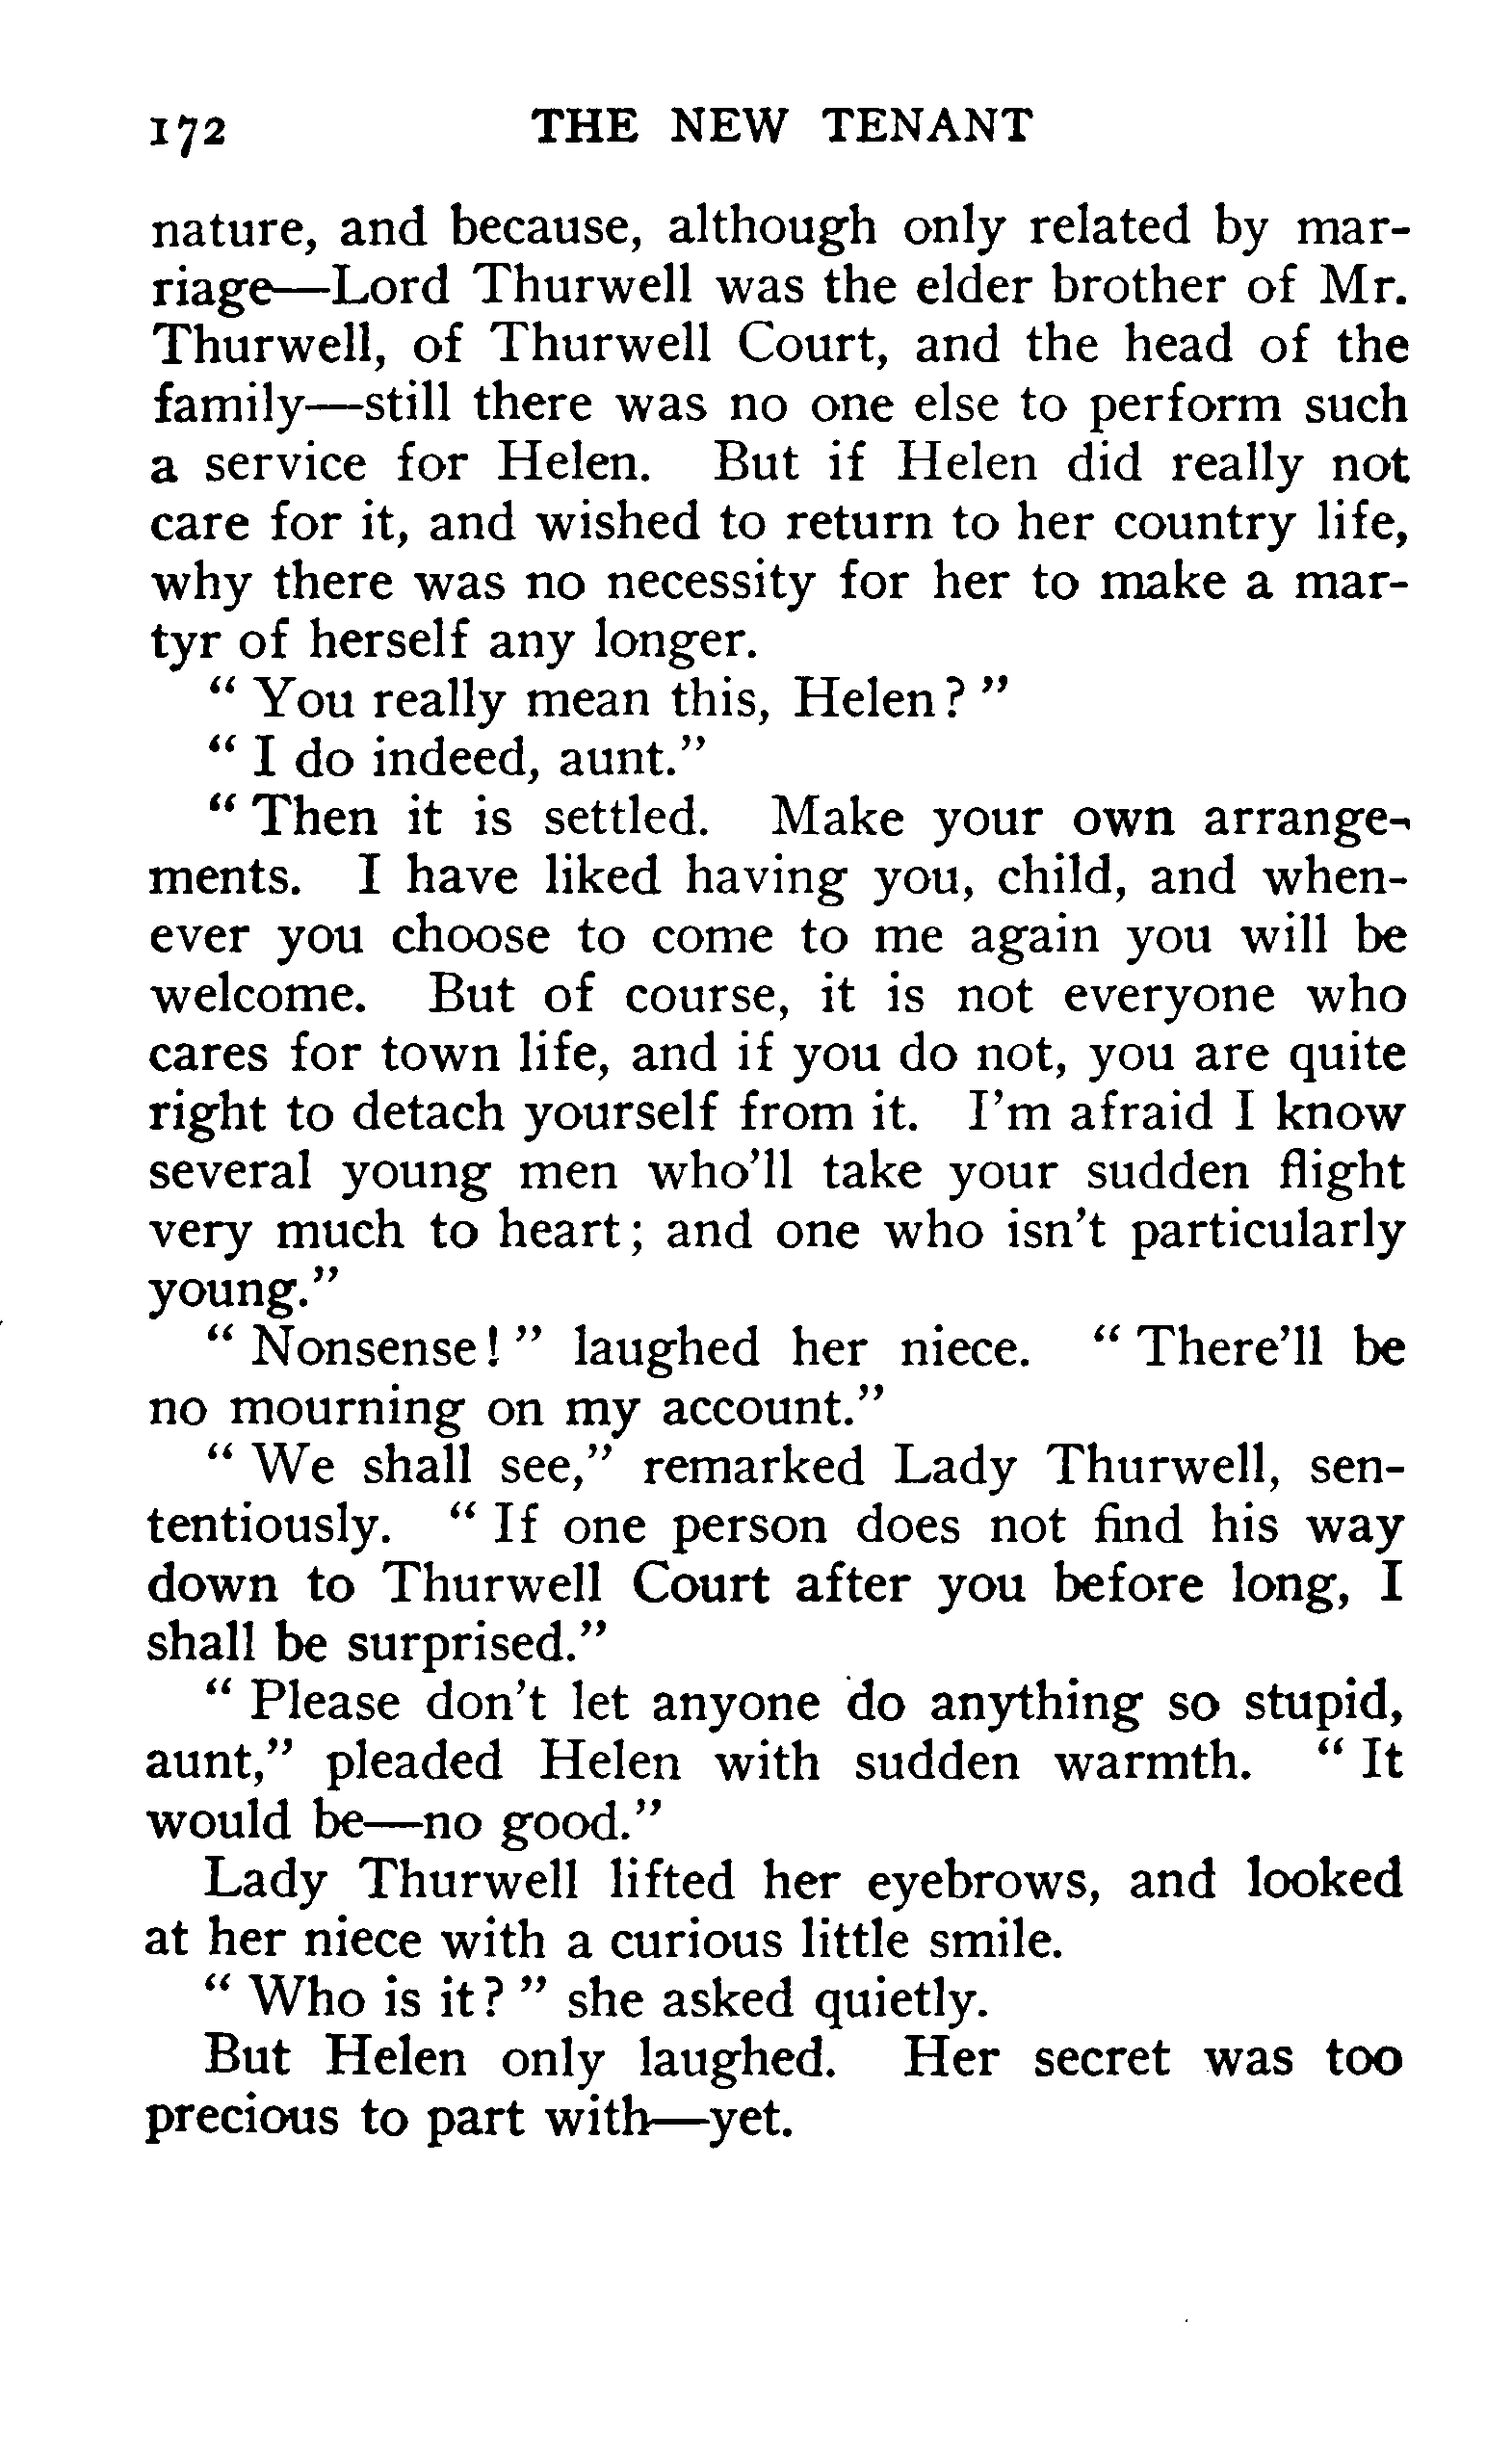 172 THE NEW TENANT
nature, and because, although only related by mar-
riage—Lord Thurwell was the elder brother of Mr.
Thurwell, of Thurwell Court, and the head of the
family—still there was no one else to perform such
a service for Helen. But if Helen did really not
care for it, and wished to return to her country life,
why there was no necessity for her to make a mar-
tyr of herself any longer.
“ You really mean this, Helen ? ”
“ I do indeed, aunt.”
“ Then it is settled. Make your own arrange-
ments. I have liked having you, child, and when-
ever you choose to come to me again you will be
welcome. But of course, it is not everyone who
cares for town life, and if you do not, you are quite
right to detach yourself from it. I’m afraid I know
several young men who’ll take your sudden flight
very much to heart ; and one who isn’t particularly
young.”
“ Nonsense ! ” laughed her niece. “ There’ll be
no mourning on my account.”
“ We shall see,” remarked Lady Thurwell, sen-
tentiously. “ If one person does not find his way
down to Thurwell Court after you before long, I
shall be surprised.”
“ Please don’t let anyone do anything so stupid,
aunt,” pleaded Helen with sudden warmth. “ It
would be—no good.”
Lady Thurwell lifted her eyebrows, and looked
at her niece with a curious little smile.
“ Who is it ? ” she asked quietly.
But Helen only laughed. Her secret was too
precious to part with—yet.